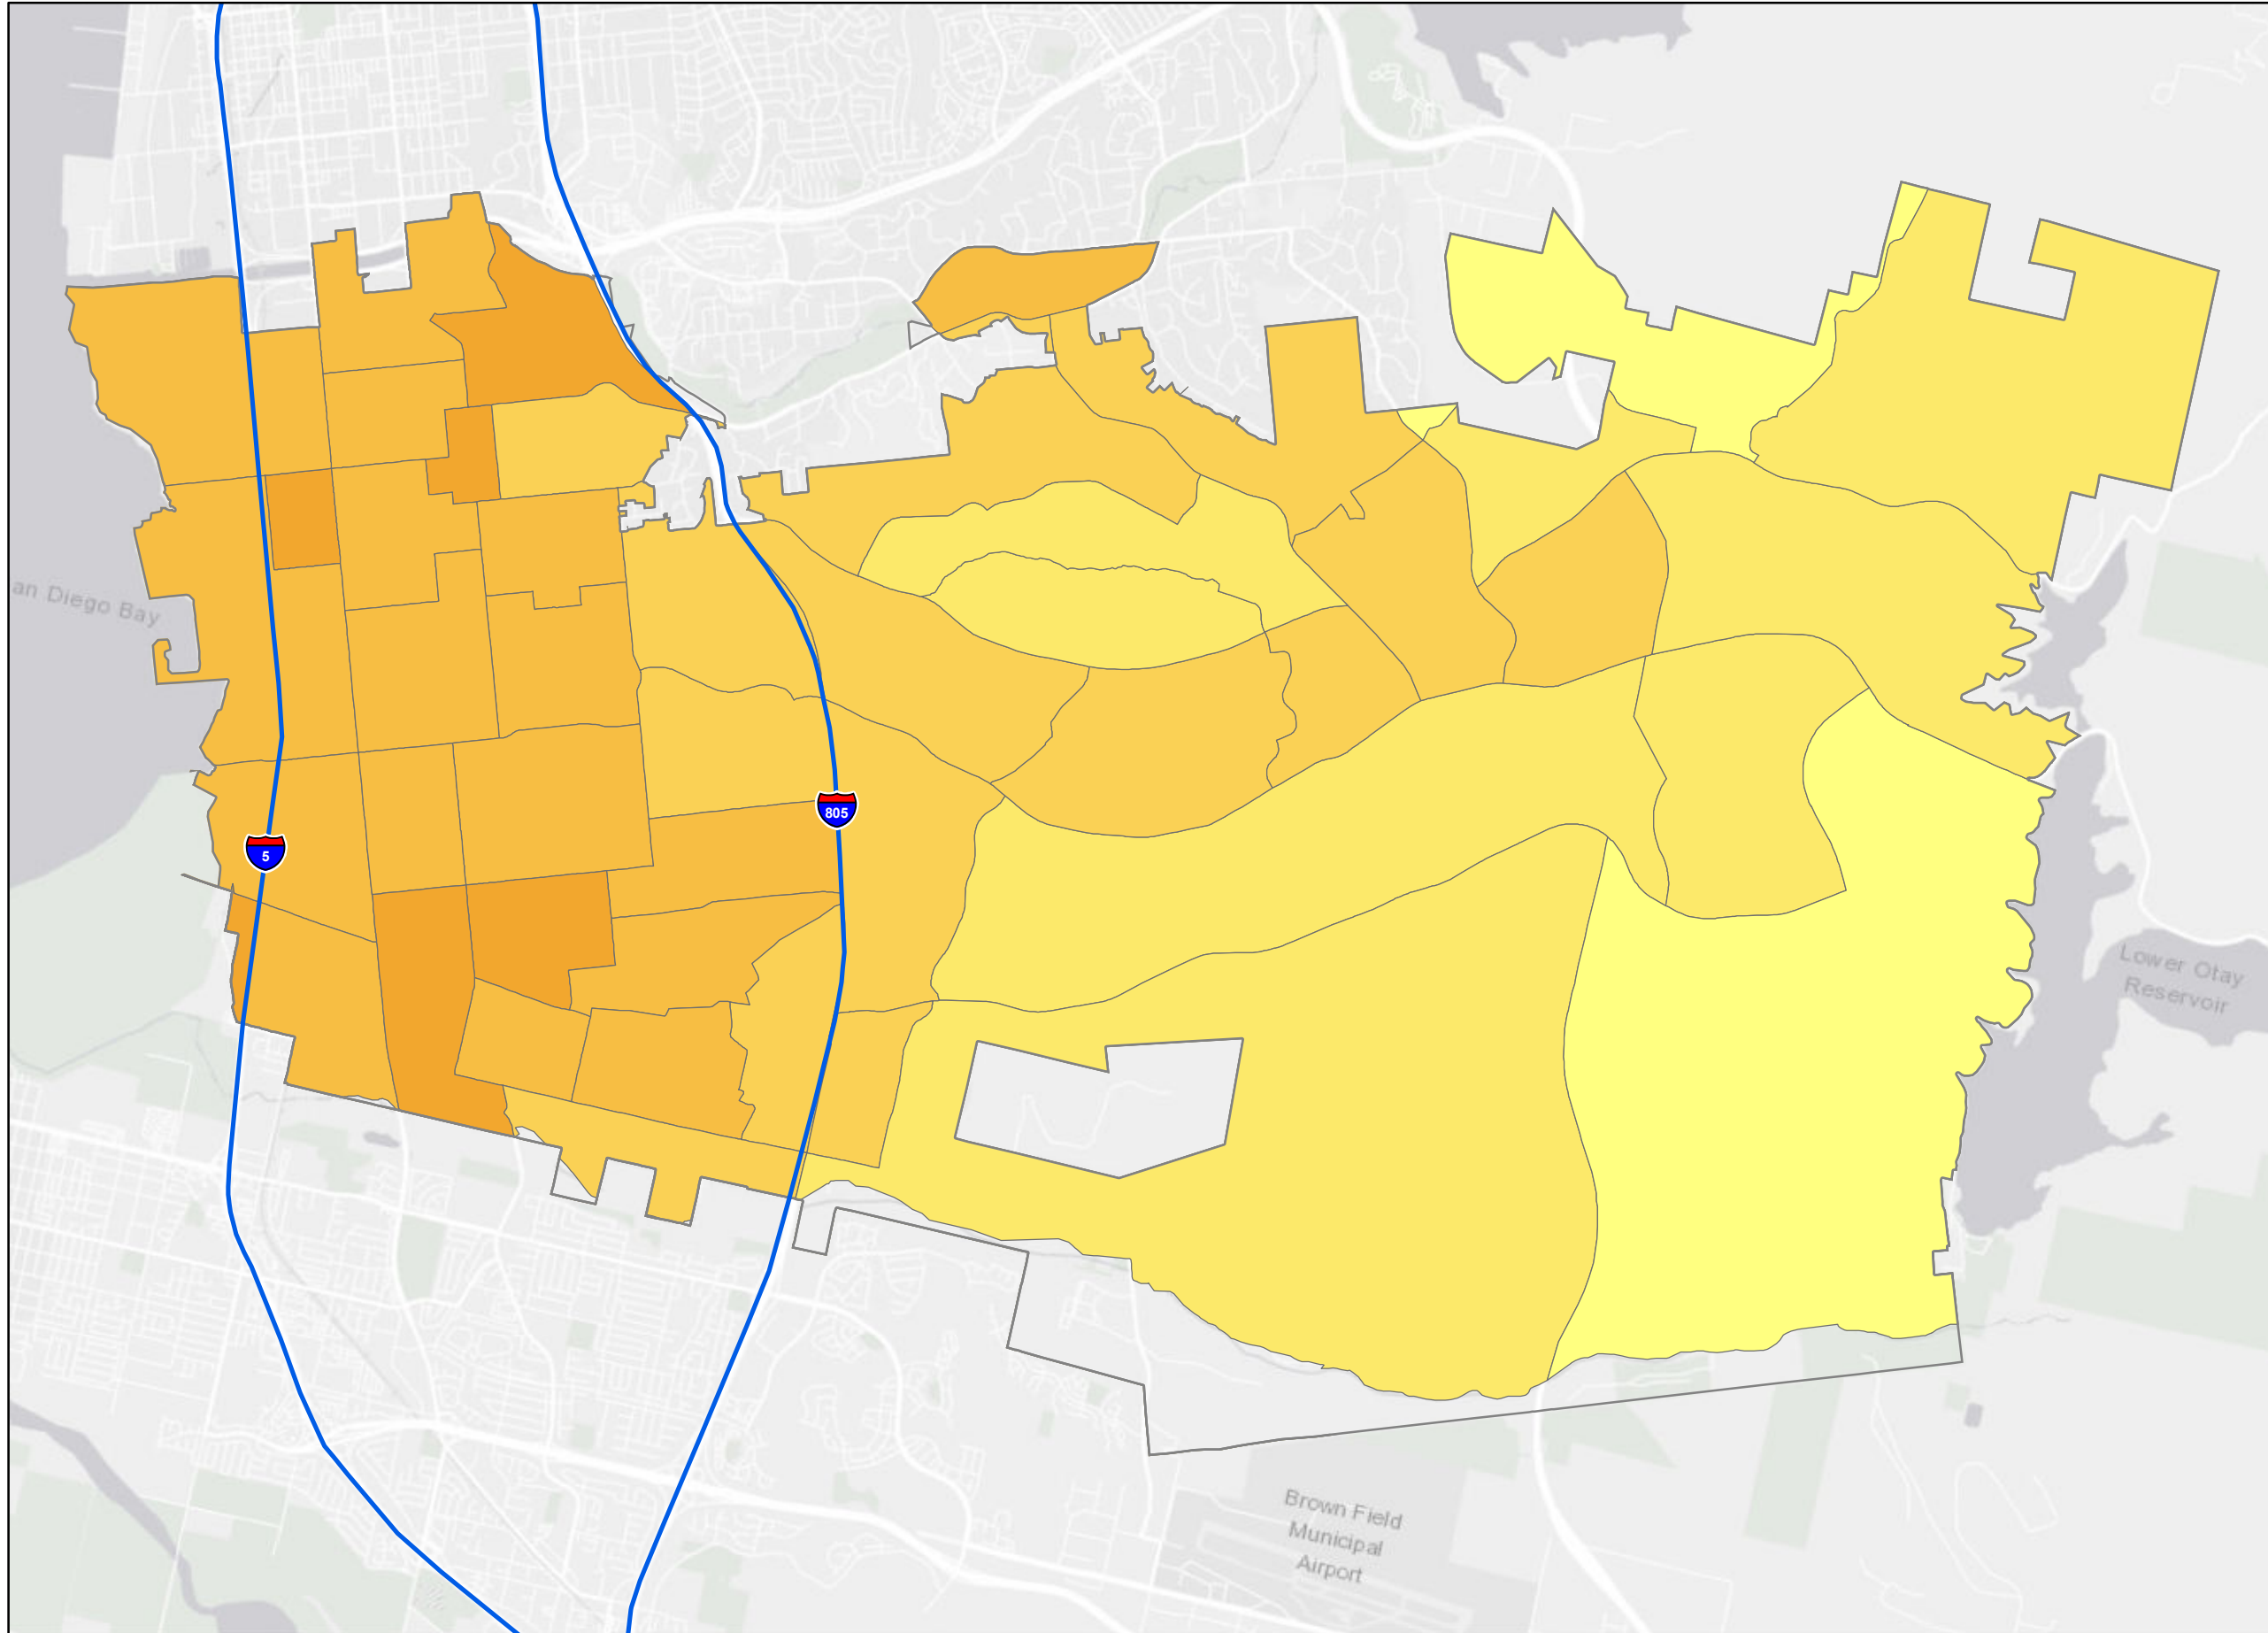 an Diego Bay
805
5
Lower Otay
Reservoir
Brown Field
Municipal
Airport